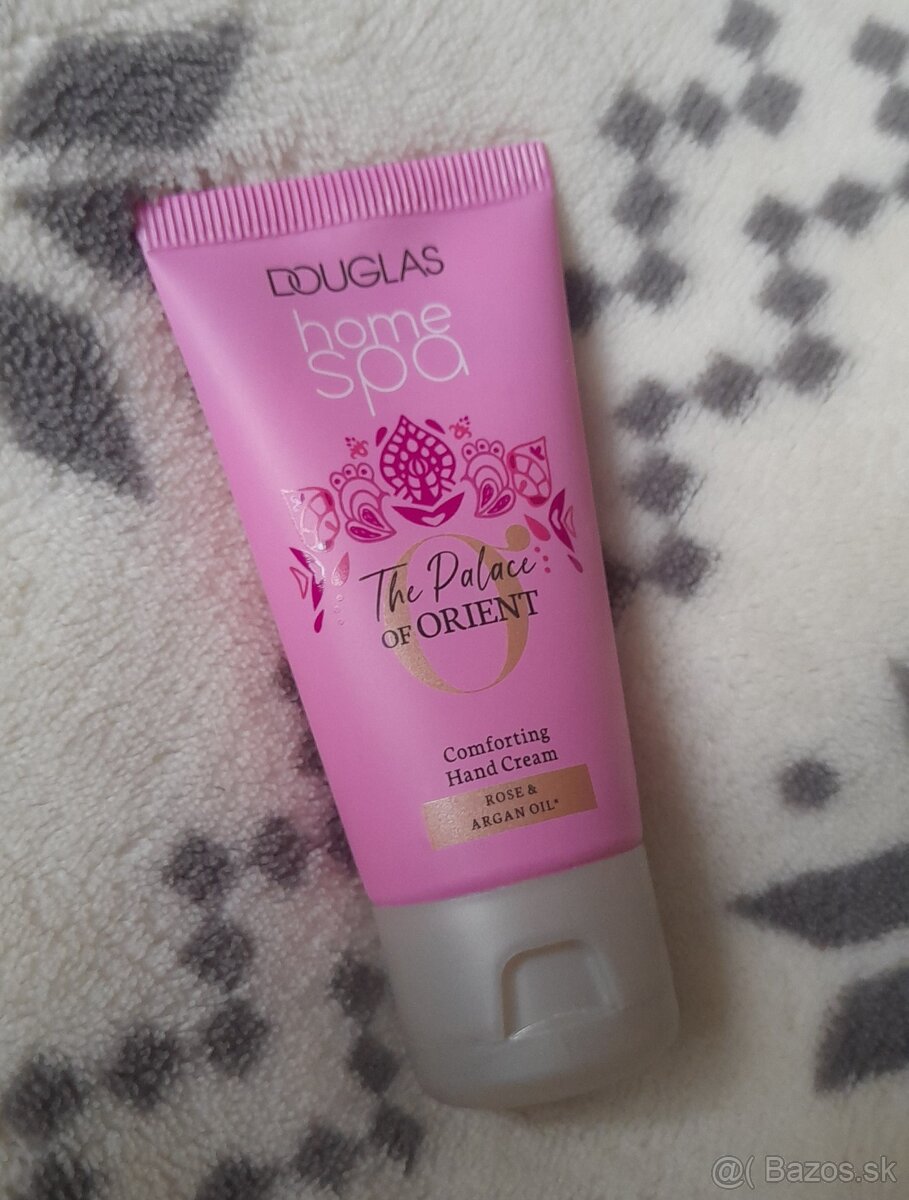 DOUGLAS
home
spa
The Palace
OF ORIENT
Comforting
Hand Cream
ROSE &
ARGAN OIL*
@( Bazos.sk